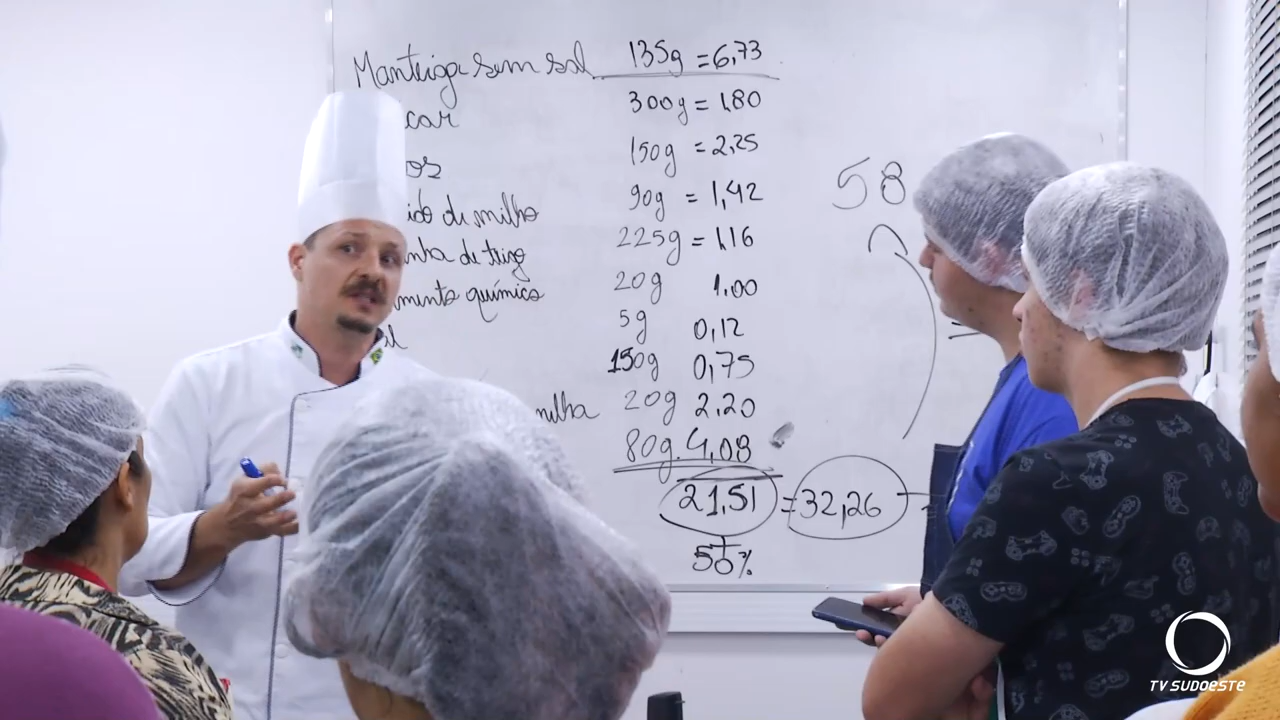 Manteiga sem sal 135g = 6,73
car 300g = 1,80
os 150g = 2,25
ido de milho 90g = 1,42
nha de trigo 225g = 1,16
mento químico 20g 1,00
5g 0,12
150g 0,75
nilha 20g 2,20
80g 4,08
21,51 = 32,26
50%
58
TV SUDOESTE